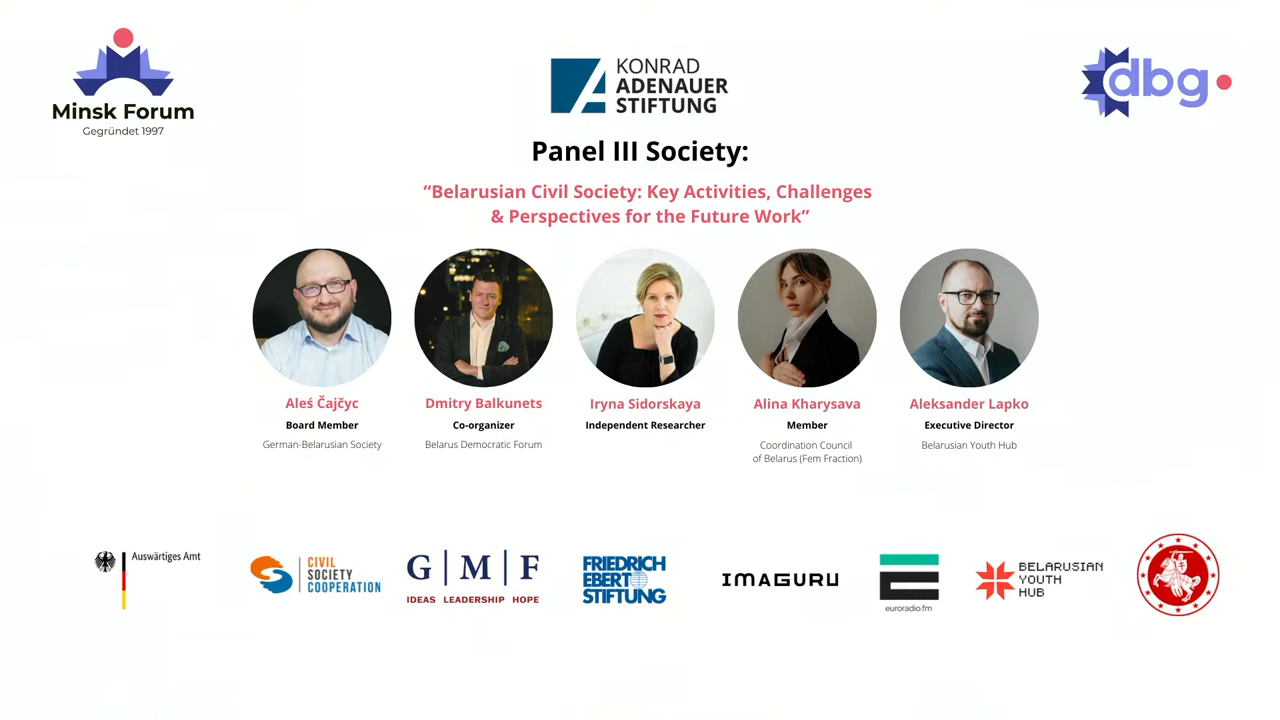 Minsk Forum
Gegründet 1997
KONRAD
ADENAUER
STIFTUNG
dbg
Panel III Society:
“Belarusian Civil Society: Key Activities, Challenges
& Perspectives for the Future Work”
Aleś Čajčyc
Board Member
German-Belarusian Society
Dmitry Balkunets
Co-organizer
Belarus Democratic Forum
Iryna Sidorskaya
Independent Researcher
Alina Kharysava
Member
Coordination Council
of Belarus (Fem Fraction)
Aleksander Lapko
Executive Director
Belarusian Youth Hub
Auswärtiges Amt
CIVIL
SOCIETY
COOPERATION
G|M|F
IDEAS LEADERSHIP HOPE
FRIEDRICH
EBERT
STIFTUNG
IMAGURU
euroradio.fm
BELARUSIAN
YOUTH
HUB